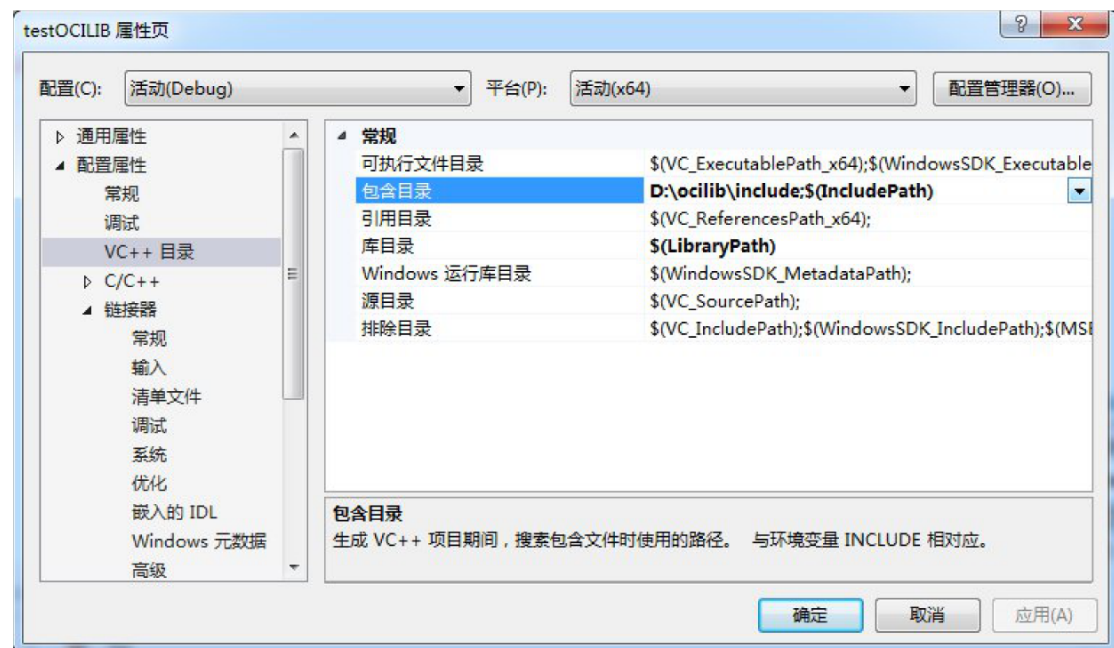 testOCILIB 属性页
配置(C): 活动(Debug) 平台(P): 活动(x64) 配置管理器(O)...
通用属性
配置属性
常规
调试
VC++ 目录
C/C++
链接器
常规
输入
清单文件
调试
系统
优化
嵌入的 IDL
Windows 元数据
高级
常规
可执行文件目录 $(VC_ExecutablePath_x64);$(WindowsSDK_Executable
包含目录 D:\ocilib\include;$(IncludePath)
引用目录 $(VC_ReferencesPath_x64);
库目录 $(LibraryPath)
Windows 运行库目录 $(WindowsSDK_MetadataPath);
源目录 $(VC_SourcePath);
排除目录 $(VC_IncludePath);$(WindowsSDK_IncludePath);$(MSB
包含目录
生成 VC++ 项目期间，搜索包含文件时使用的路径。 与环境变量 INCLUDE 相对应。
确定 取消 应用(A)